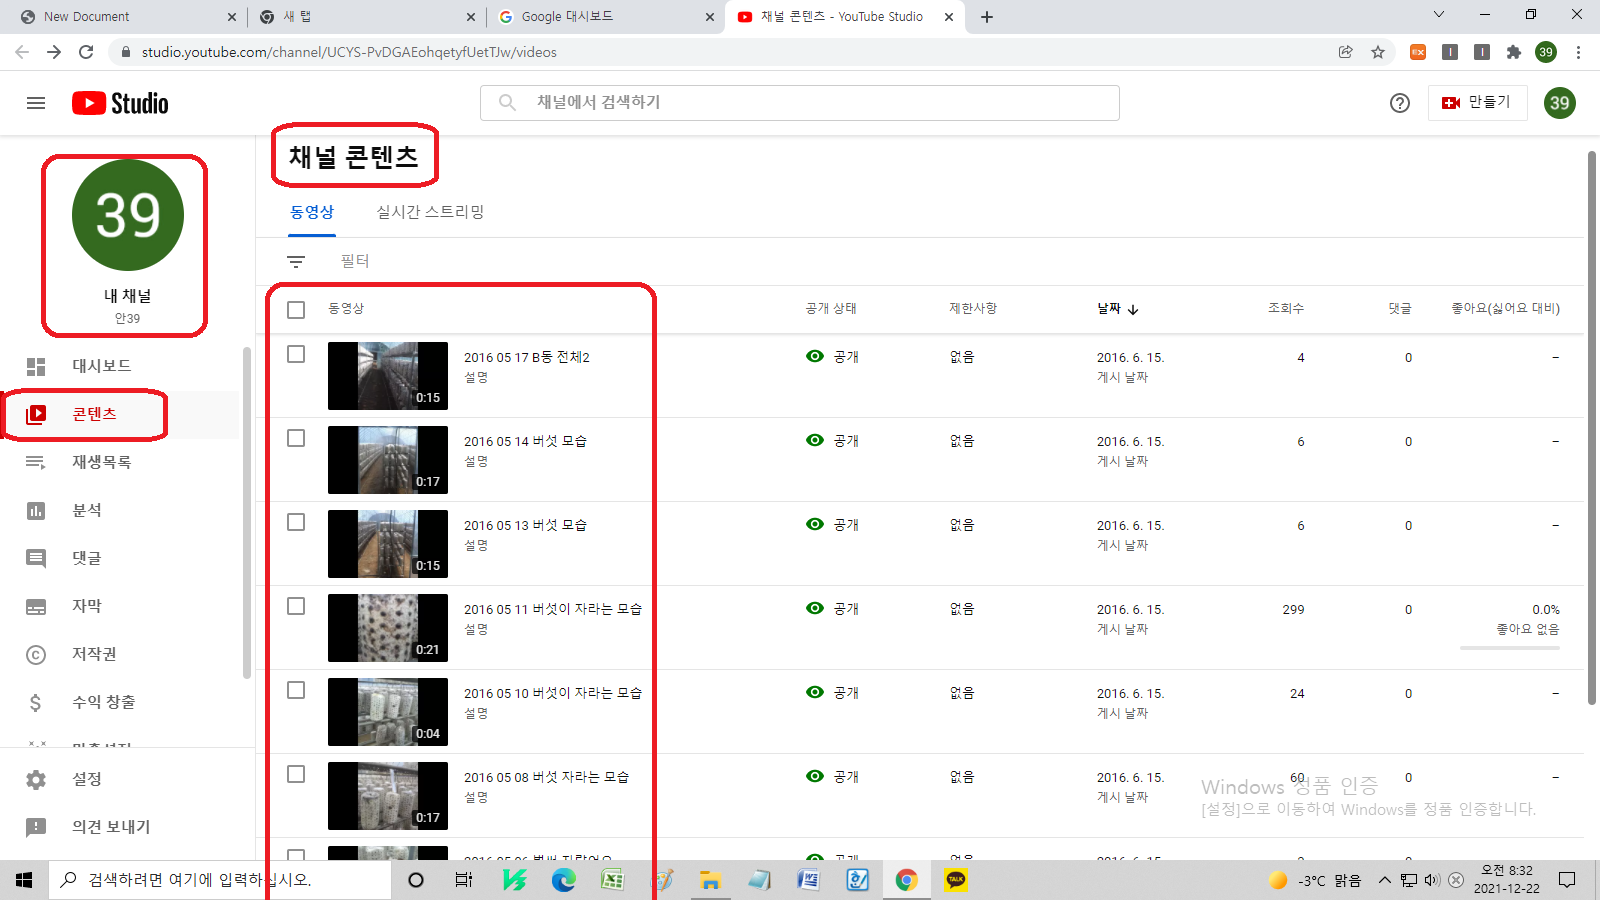 New Document
새 탭
Google 대시보드
채널 콘텐츠 - YouTube Studio
studio.youtube.com/channel/UCYS-PvDGAEohqetyfUetTJw/videos
EX
39
Studio
채널에서 검색하기
만들기
39
39
내 채널
안39
대시보드
콘텐츠
재생목록
분석
댓글
자막
저작권
수익 창출
설정
의견 보내기
채널 콘텐츠
동영상 실시간 스트리밍
필터
동영상 공개 상태 제한사항 날짜 조회수 댓글 좋아요(싫어요 대비)
0:15 2016 05 17 B동 전체2 공개 없음 2016. 6. 15. 4 0 –
설명 게시 날짜
0:17 2016 05 14 버섯 모습 공개 없음 2016. 6. 15. 6 0 –
설명 게시 날짜
0:15 2016 05 13 버섯 모습 공개 없음 2016. 6. 15. 6 0 –
설명 게시 날짜
0:21 2016 05 11 버섯이 자라는 모습 공개 없음 2016. 6. 15. 299 0 0.0%
설명 게시 날짜 좋아요 없음
0:04 2016 05 10 버섯이 자라는 모습 공개 없음 2016. 6. 15. 24 0 –
설명 게시 날짜
0:17 2016 05 08 버섯 자라는 모습 공개 없음 2016. 6. 15. 60 0 –
설명 게시 날짜
Windows 정품 인증
[설정]으로 이동하여 Windows를 정품 인증합니다.
검색하려면 여기에 입력하십시오.
TALK
-3°C 맑음
오전 8:32
2021-12-22